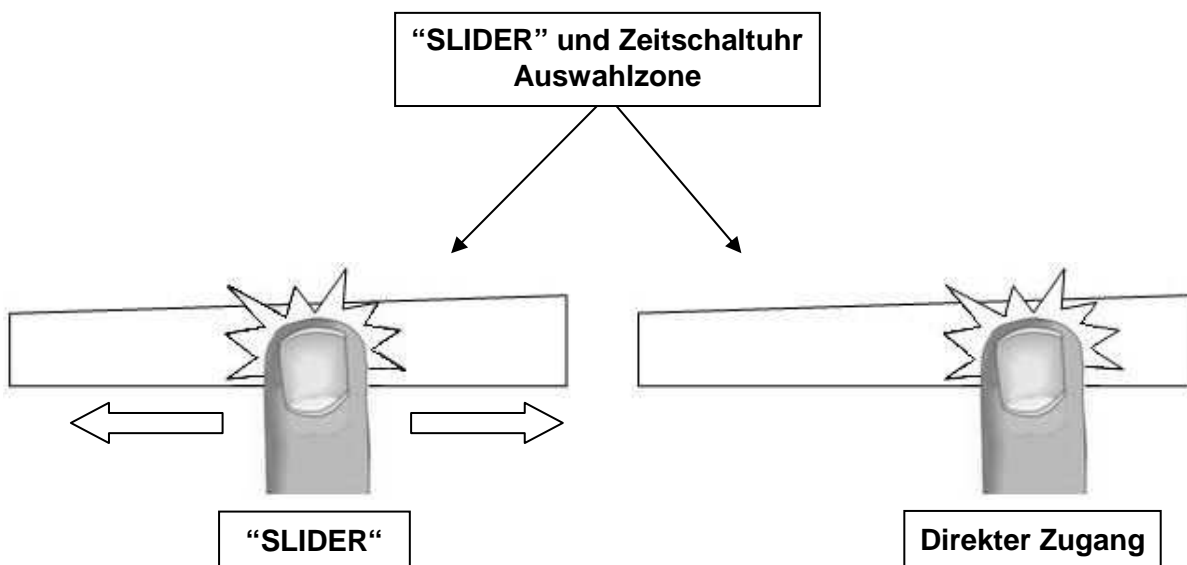 “SLIDER” und Zeitschaltuhr
Auswahlzone
“SLIDER“
Direkter Zugang